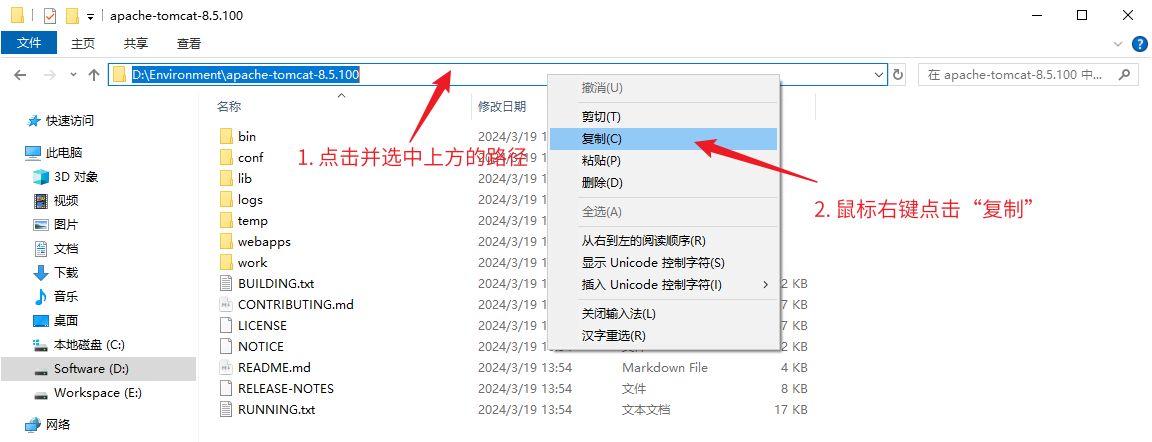 apache-tomcat-8.5.100
文件 主页 共享 查看
D:\Environment\apache-tomcat-8.5.100
在 apache-tomcat-8.5.100 中...
快速访问
此电脑
3D 对象
视频
图片
文档
下载
音乐
桌面
本地磁盘 (C:)
Software (D:)
Workspace (E:)
网络
名称 修改日期
bin 2024/3/19 1
conf 2024/3/19 1
lib 2024/3/19 1
logs 2024/3/19 1
temp 2024/3/19 1
webapps 2024/3/19 1
work 2024/3/19 1
BUILDING.txt 2024/3/19 1 2 KB
CONTRIBUTING.md 2024/3/19 1 7 KB
LICENSE 2024/3/19 1 7 KB
NOTICE 2024/3/19 2 KB
README.md 2024/3/19 13:54 Markdown File 4 KB
RELEASE-NOTES 2024/3/19 13:54 文件 8 KB
RUNNING.txt 2024/3/19 13:54 文本文档 17 KB
撤消(U)
剪切(T)
复制(C)
粘贴(P)
删除(D)
全选(A)
从右到左的阅读顺序(R)
显示 Unicode 控制字符(S)
插入 Unicode 控制字符(I)
关闭输入法(L)
汉字重选(R)
1. 点击并选中上方的路径
2. 鼠标右键点击“复制”